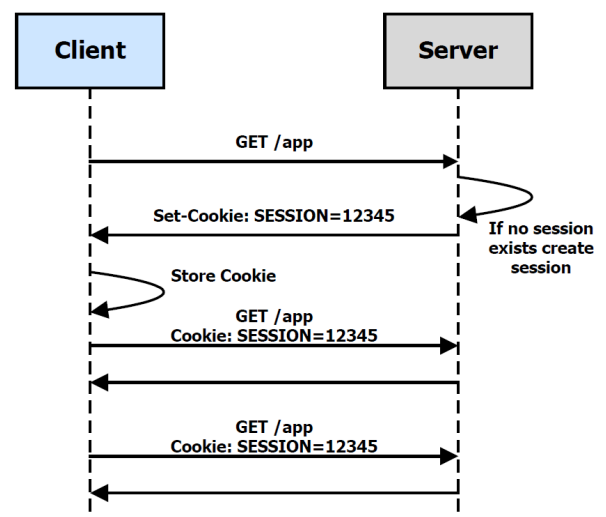 Client
Server
GET /app
Set-Cookie: SESSION=12345
If no session
exists create
session
Store Cookie
GET /app
Cookie: SESSION=12345
GET /app
Cookie: SESSION=12345